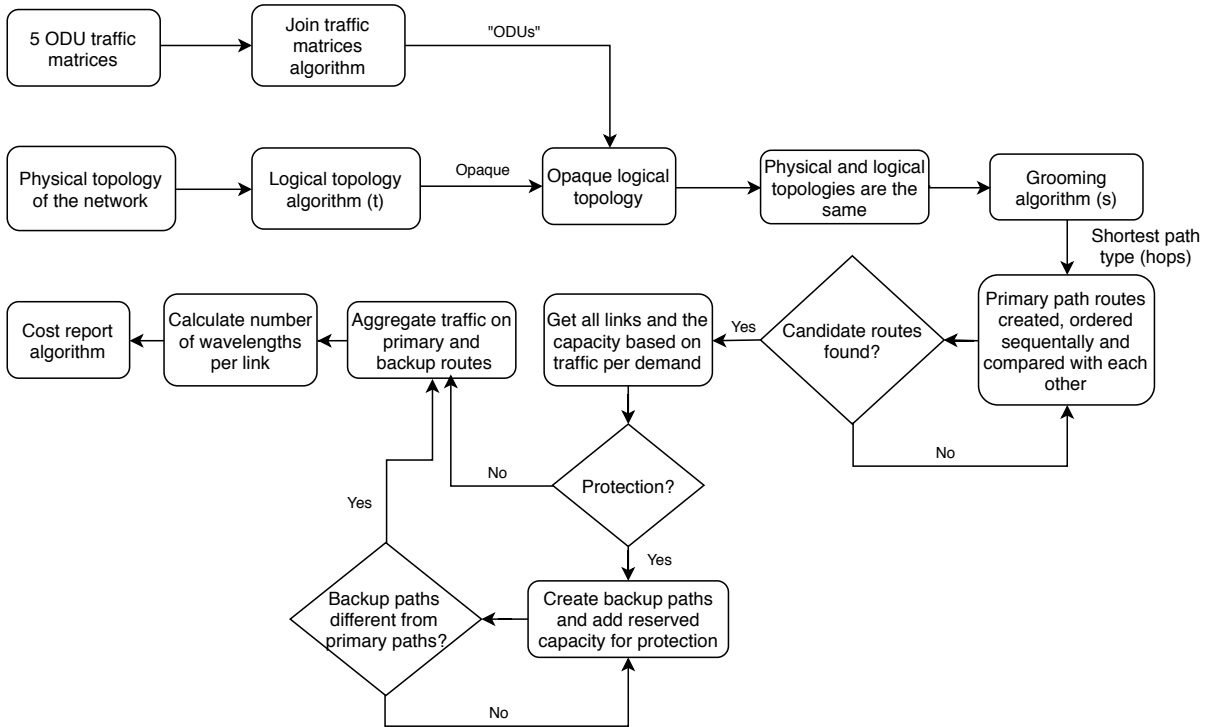 5 ODU traffic
matrices
Join traffic
matrices
algorithm
"ODUs"
Physical topology
of the network
Logical topology
algorithm (t)
Opaque
Opaque logical
topology
Physical and logical
topologies are the
same
Grooming
algorithm (s)
Shortest path
type (hops)
Primary path routes
created, ordered
sequentally and
compared with each
other
Candidate routes
found?
No
Yes
Get all links and the
capacity based on
traffic per demand
Aggregate traffic on
primary and
backup routes
Calculate number
of wavelengths
per link
Cost report
algorithm
Protection?
No
Yes
Create backup paths
and add reserved
capacity for protection
Backup paths
different from
primary paths?
Yes
No